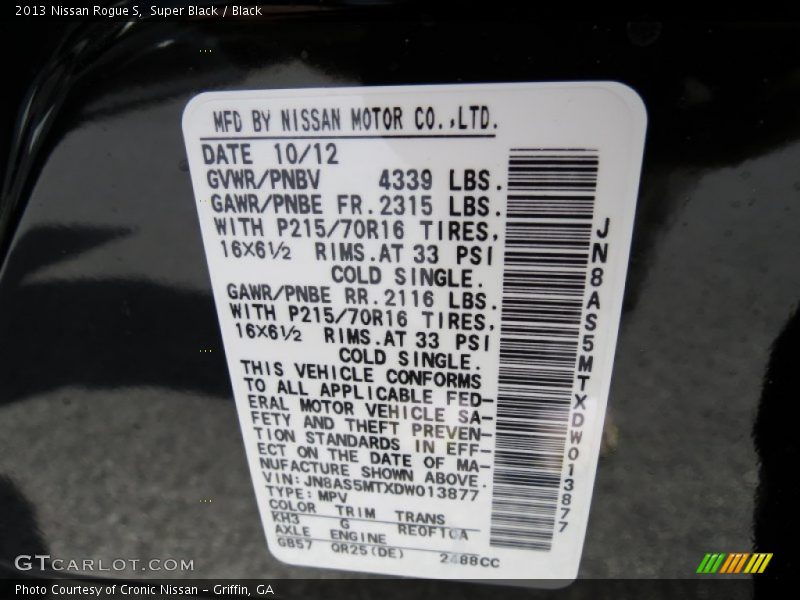 2013 Nissan Rogue S, Super Black / Black
MFD BY NISSAN MOTOR CO.,LTD.
DATE 10/12
GVWR/PNBV 4339 LBS.
GAWR/PNBE FR.2315 LBS.
WITH P215/70R16 TIRES,
16X6½ RIMS.AT 33 PSI
COLD SINGLE.
GAWR/PNBE RR.2116 LBS.
WITH P215/70R16 TIRES,
16X6½ RIMS.AT 33 PSI
COLD SINGLE.
THIS VEHICLE CONFORMS
TO ALL APPLICABLE FED-
ERAL MOTOR VEHICLE SA-
FETY AND THEFT PREVEN-
TION STANDARDS IN EFF-
ECT ON THE DATE OF MA-
NUFACTURE SHOWN ABOVE.
VIN:JN8AS5MTXDW013877
TYPE:MPV
COLOR TRIM TRANS
KH3 G RE0F10A
AXLE ENGINE
GB57 QR25(DE) 2488CC
JN8AS5MTXDW013877
GTCARLOT.COM
Photo Courtesy of Cronic Nissan - Griffin, GA